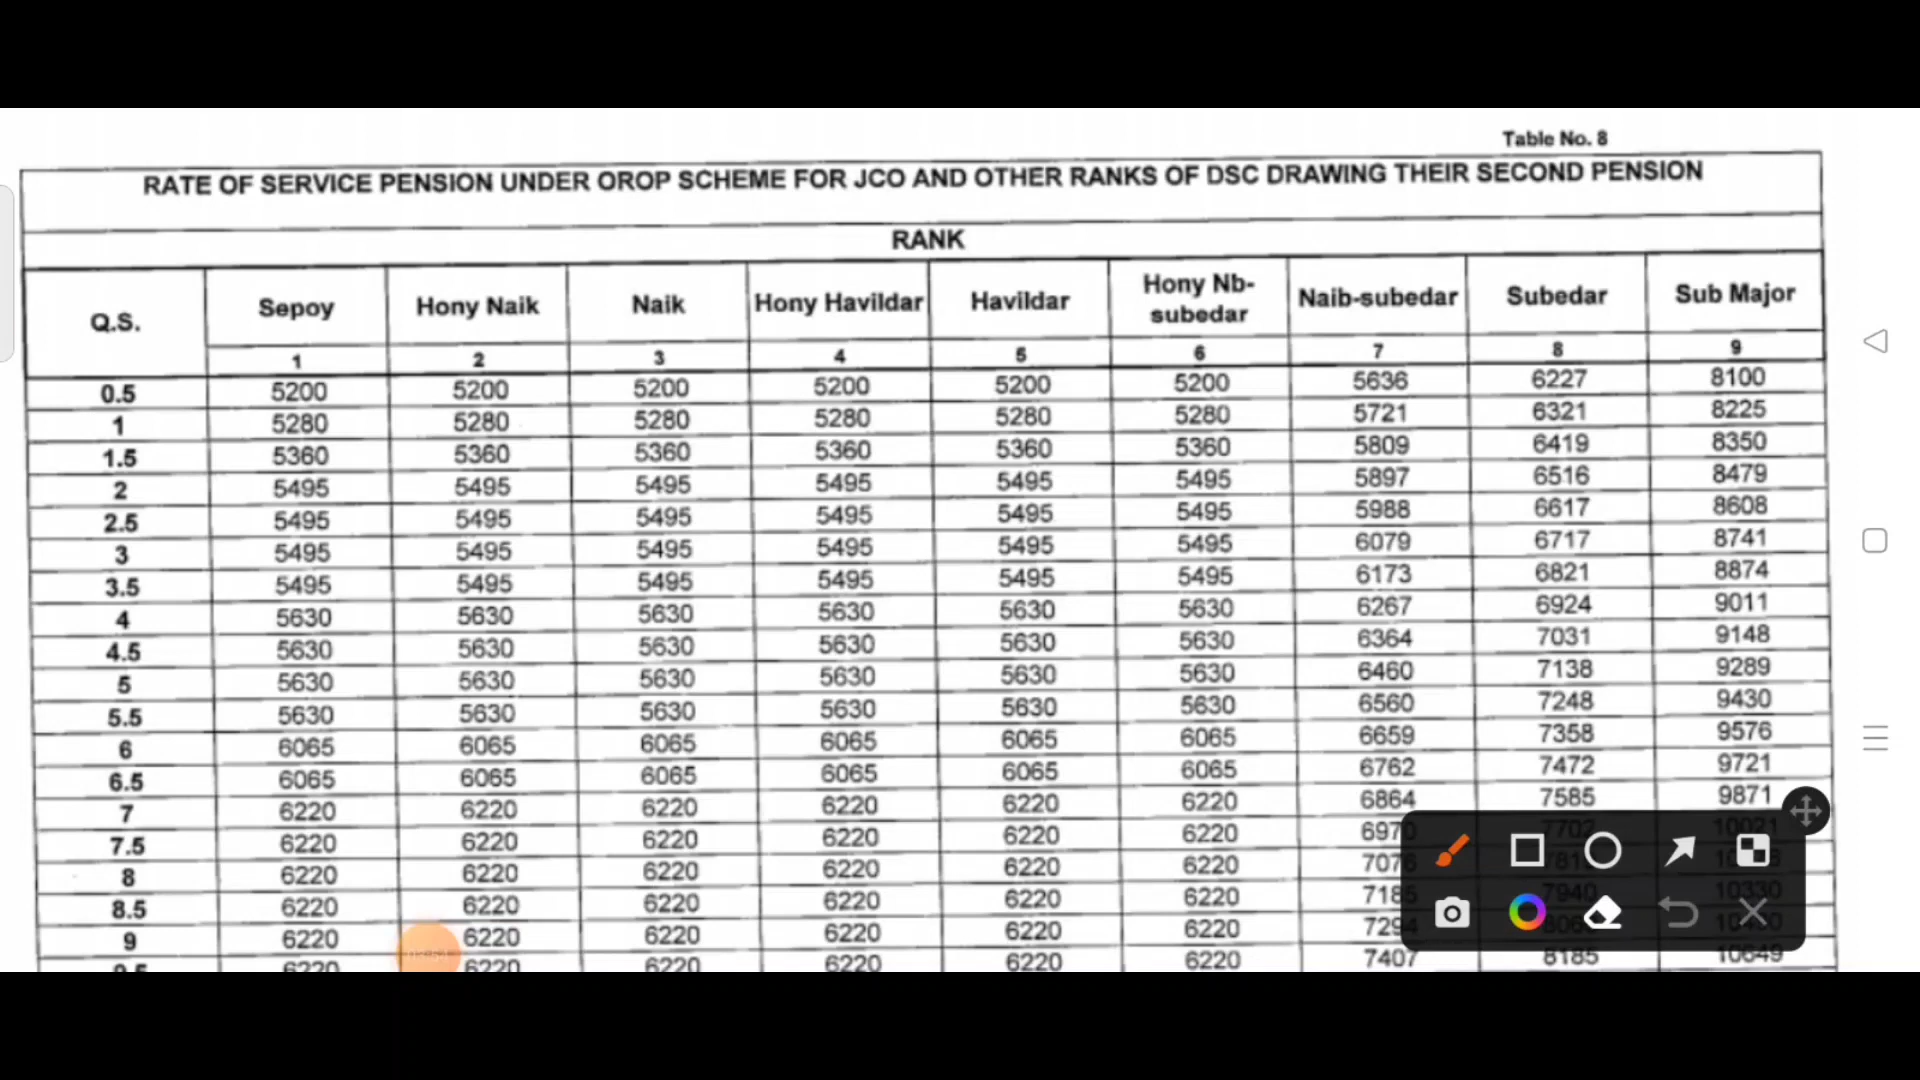 Table No. 8
RATE OF SERVICE PENSION UNDER OROP SCHEME FOR JCO AND OTHER RANKS OF DSC DRAWING THEIR SECOND PENSION
RANK
Q.S. Sepoy Hony Naik Naik Hony Havildar Havildar Hony Nb-subedar Naib-subedar Subedar Sub Major
1 2 3 4 5 6 7 8 9
0.5 5200 5200 5200 5200 5200 5200 5636 6227 8100
1 5280 5280 5280 5280 5280 5280 5721 6321 8225
1.5 5360 5360 5360 5360 5360 5360 5809 6419 8350
2 5495 5495 5495 5495 5495 5495 5897 6516 8479
2.5 5495 5495 5495 5495 5495 5495 5988 6617 8608
3 5495 5495 5495 5495 5495 5495 6079 6717 8741
3.5 5495 5495 5495 5495 5495 5495 6173 6821 8874
4 5630 5630 5630 5630 5630 5630 6267 6924 9011
4.5 5630 5630 5630 5630 5630 5630 6364 7031 9148
5 5630 5630 5630 5630 5630 5630 6460 7138 9289
5.5 5630 5630 5630 5630 5630 5630 6560 7248 9430
6 6065 6065 6065 6065 6065 6065 6659 7358 9576
6.5 6065 6065 6065 6065 6065 6065 6762 7472 9721
7 6220 6220 6220 6220 6220 6220 6864 7585 9871
7.5 6220 6220 6220 6220 6220 6220 6970 7702 10021
8 6220 6220 6220 6220 6220 6220 7076
8.5 6220 6220 6220 6220 6220 6220 7185 7940 10330
9 6220 6220 6220 6220 6220 6220 7294
9.5 6220 6220 6220 6220 6220 6220 7407 8185 10649